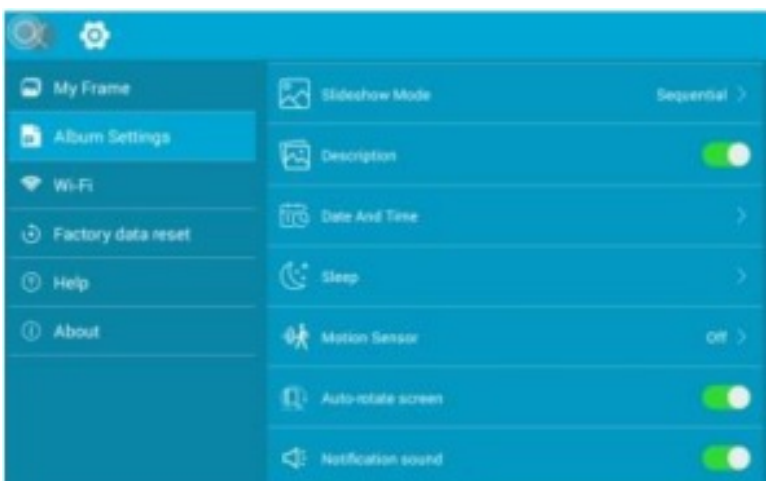 My Frame
Album Settings
Wi-Fi
Factory data reset
Help
About
Slideshow Mode Sequential
Description
Date And Time
Sleep
Motion Sensor Off
Auto-rotate screen
Notification sound